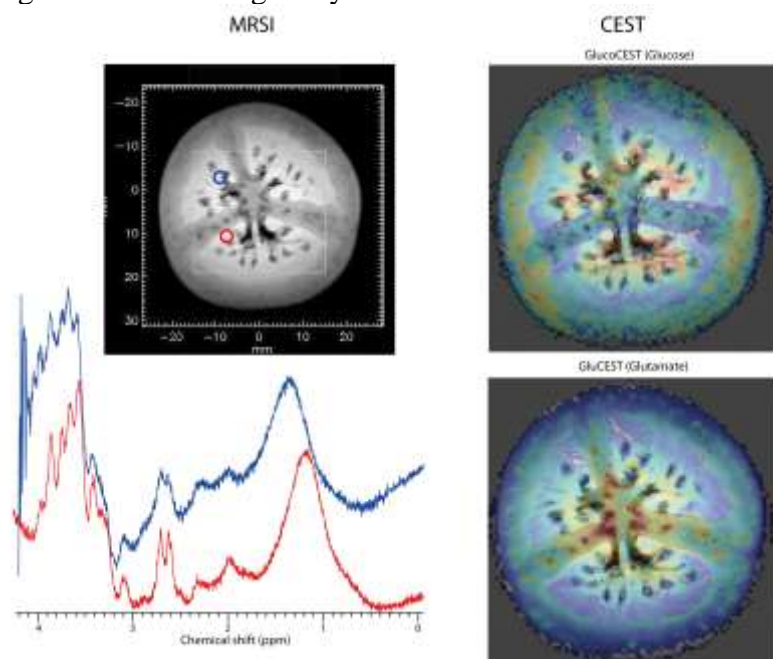 MRSI
CEST
GlucoCEST (Glucose)
−20
−10
0
10
20
30
−20 −10 0 10 20
mm
GluCEST (Glutamate)
4 3 2 1 0
Chemical shift (ppm)